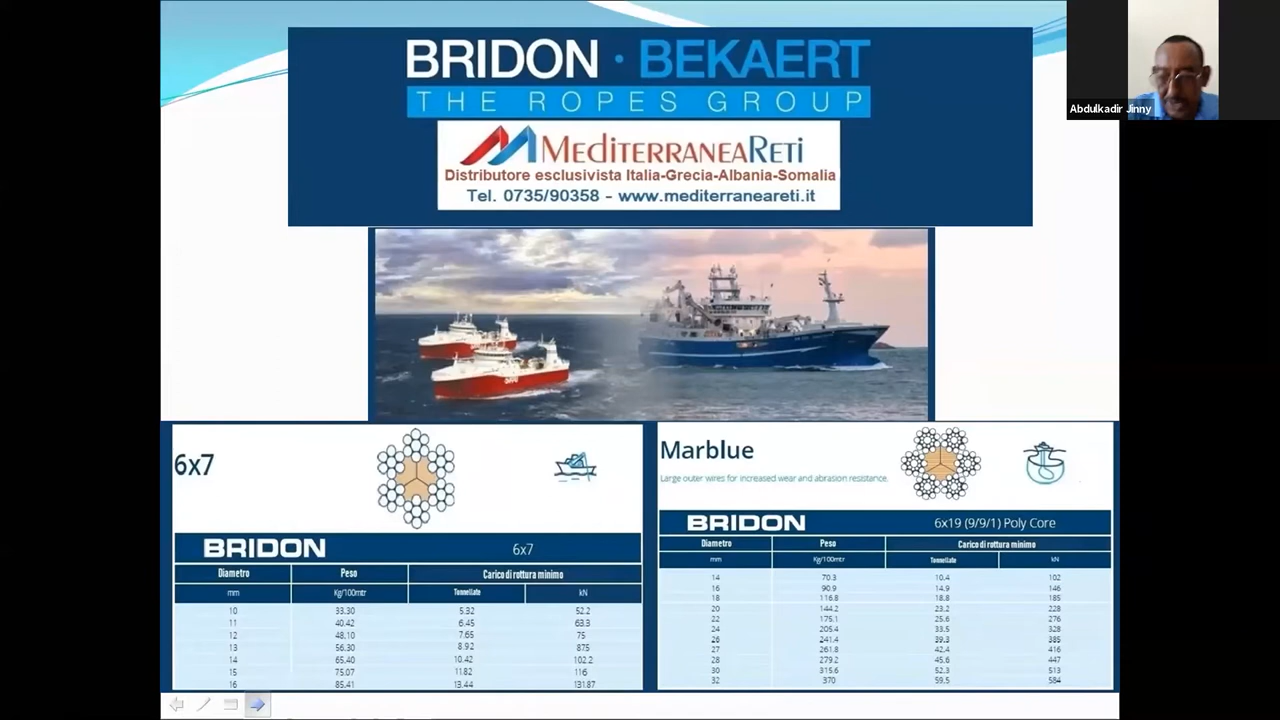 BRIDON · BEKAERT
THE ROPES GROUP
MEDITERRANEARETI
Distributore esclusivista Italia-Grecia-Albania-Somalia
Tel. 0735/90358 - www.mediterraneareti.it
Abdulkadir Jinny
6x7
BRIDON 6x7
Diametro Peso Carico di rottura minimo
mm Kg/100mtr Tonnellate kN
10 33.30 5.32 52.2
11 40.42 6.45 63.3
12 48,10 7.65 75
13 56.30 8.92 87.5
14 65.40 10.42 102.2
15 75.07 11.82 116
16 85.41 13.44 131.87
Marblue
Large outer wires for increased wear and abrasion resistance.
BRIDON 6x19 (9/9/1) Poly Core
Diametro Peso Carico di rottura minimo
mm Kg/100mtr Tonnellate kN
14 70.3 10.4 102
16 90.9 14.9 146
18 116.8 18.8 185
20 144.2 23.2 228
22 175.1 25.6 276
24 205.4 33.5 328
26 241.4 39.3 385
27 261.8 42.4 416
28 279.2 45.6 447
30 315.6 52.3 513
32 370 59.5 584